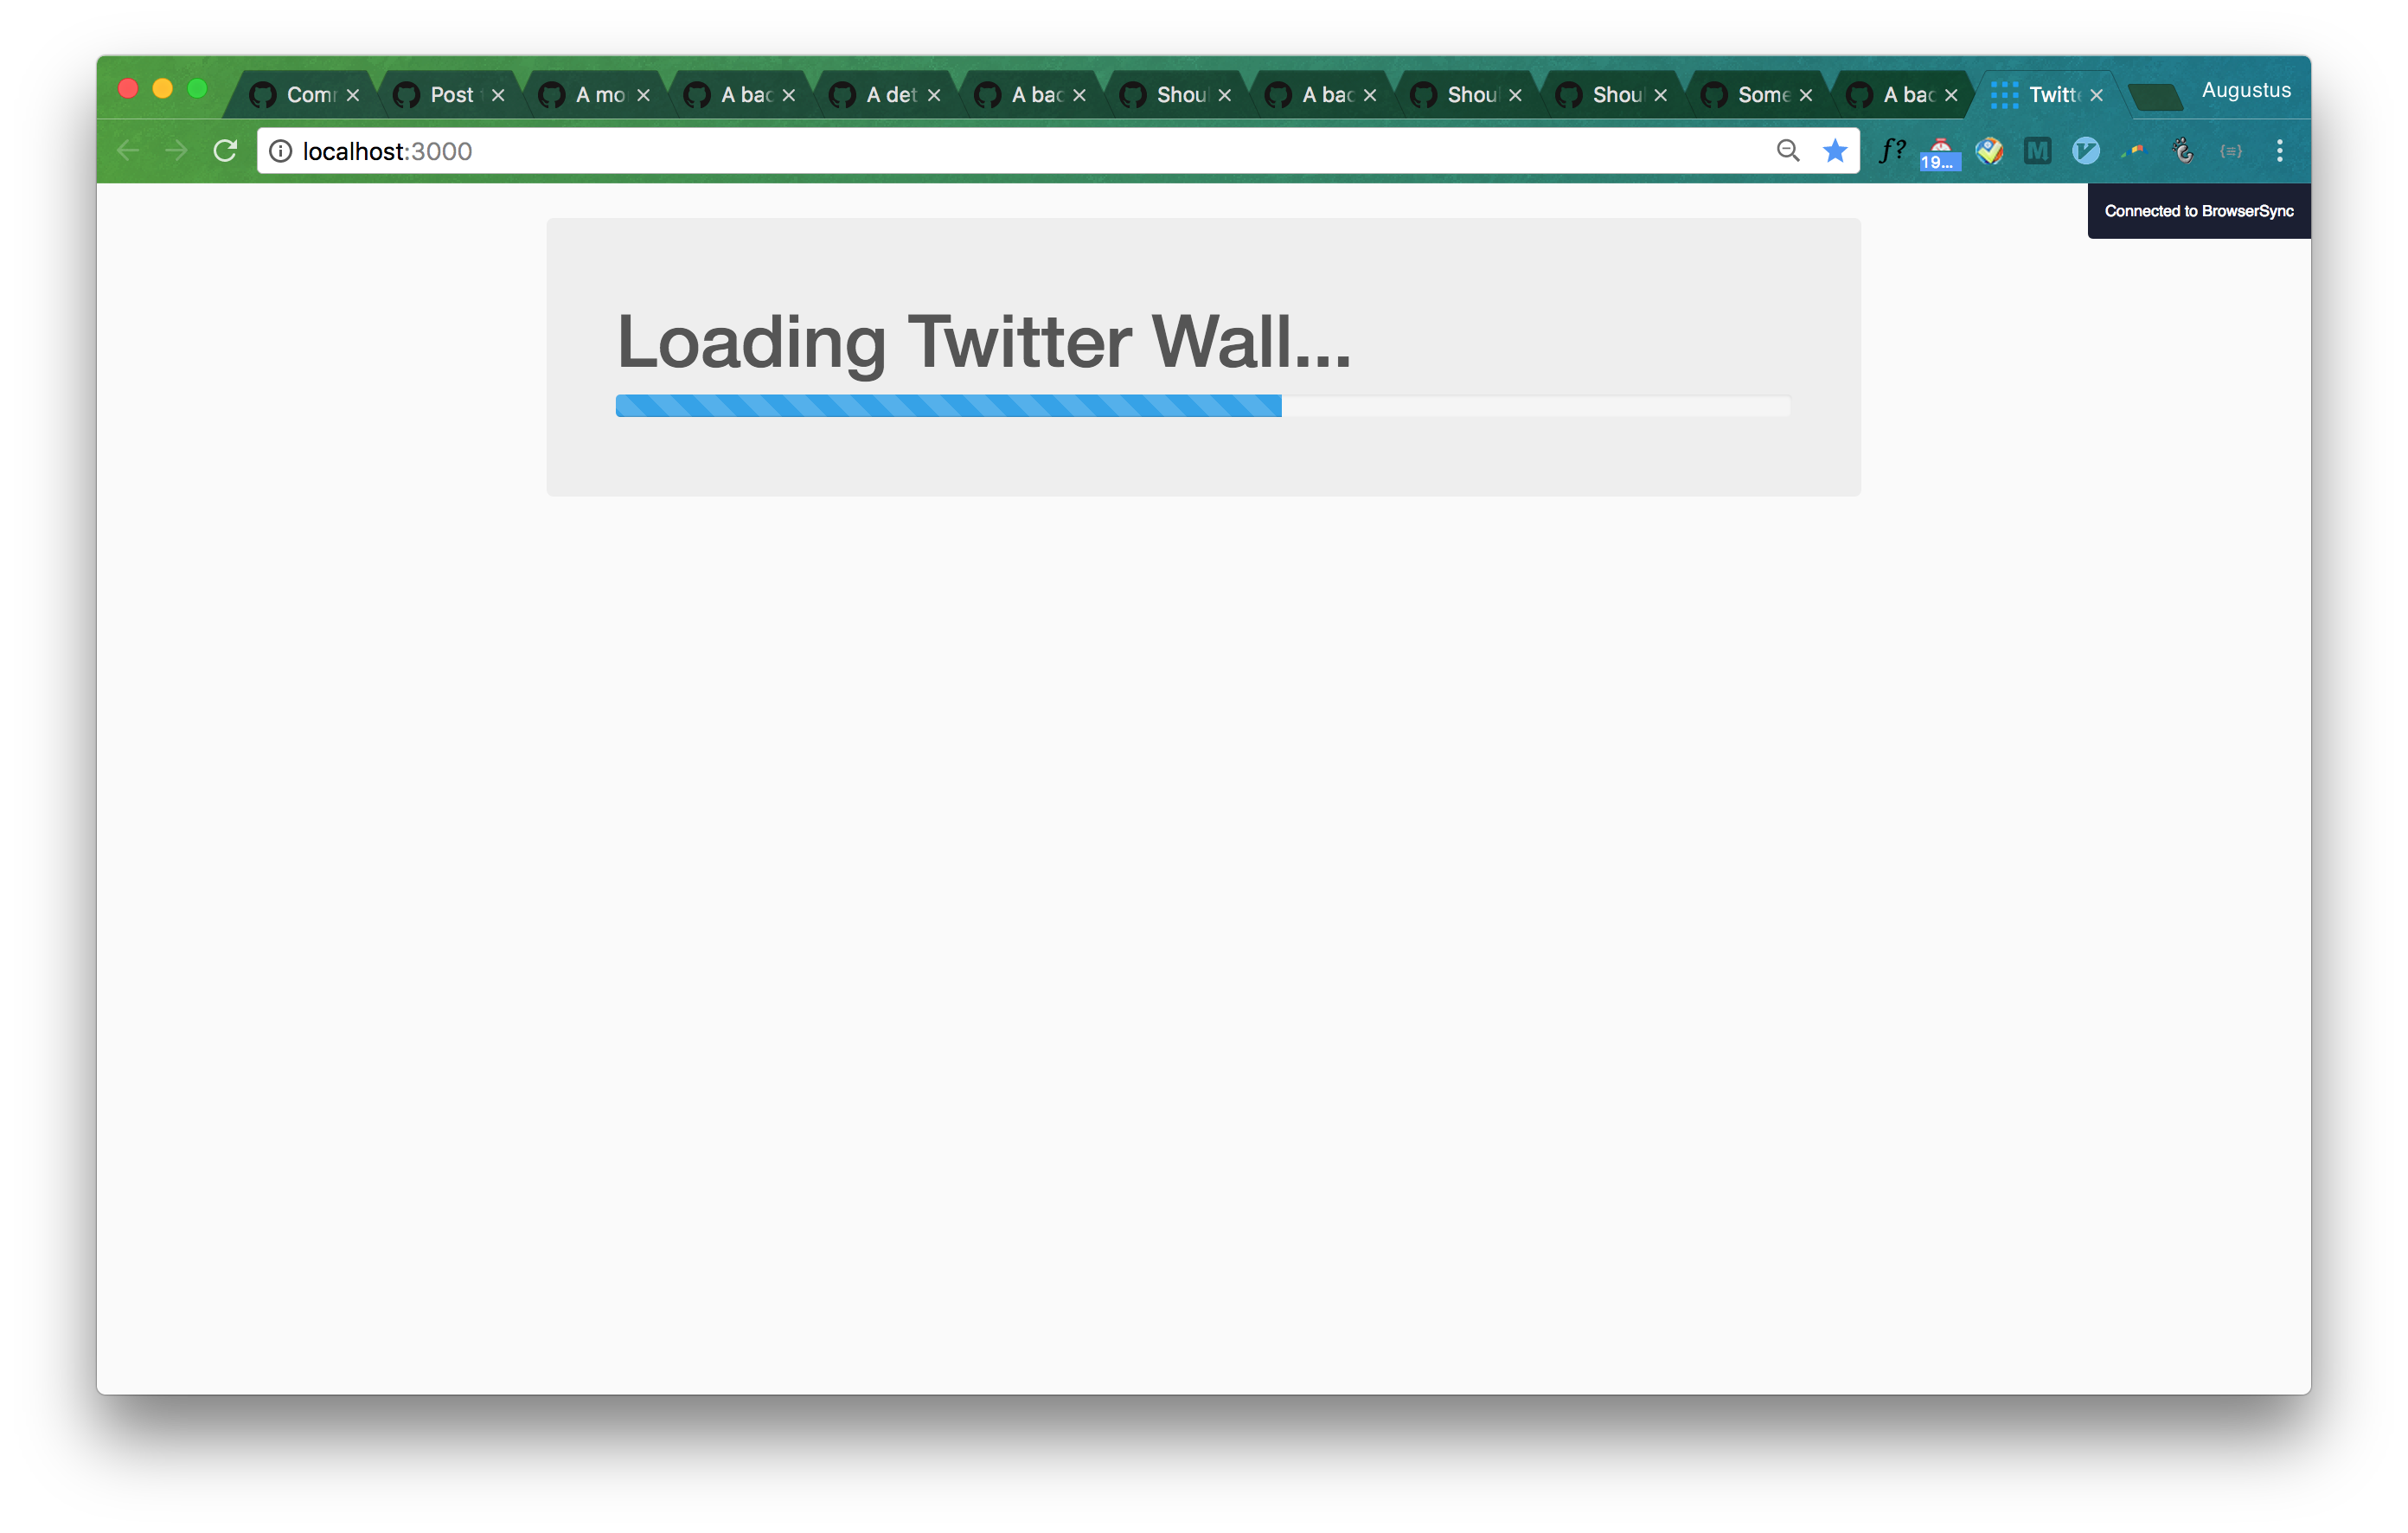 Com
Post
A mo
A bac
A det
A bac
Shoul
A bac
Shoul
Shoul
Some
A bac
Twitt
Augustus
localhost:3000
f?
19...
M
{≡}
Connected to BrowserSync
Loading Twitter Wall...